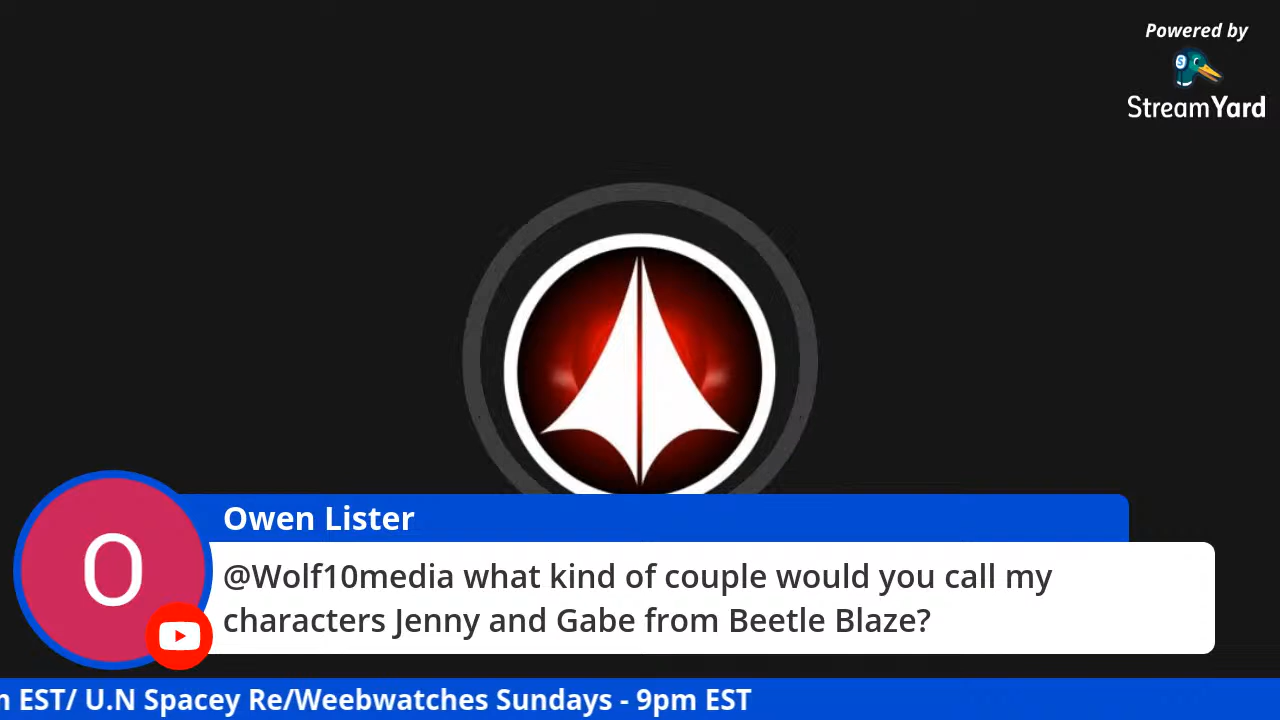 Powered by
S
StreamYard
O
Owen Lister
@Wolf10media what kind of couple would you call my
characters Jenny and Gabe from Beetle Blaze?
EST/ U.N Spacey Re/Weebwatches Sundays - 9pm EST